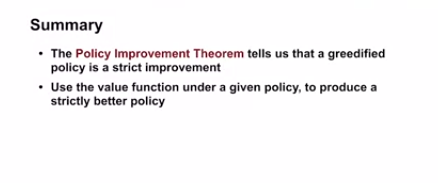 Summary
• The Policy Improvement Theorem tells us that a greedified
policy is a strict improvement
• Use the value function under a given policy, to produce a
strictly better policy